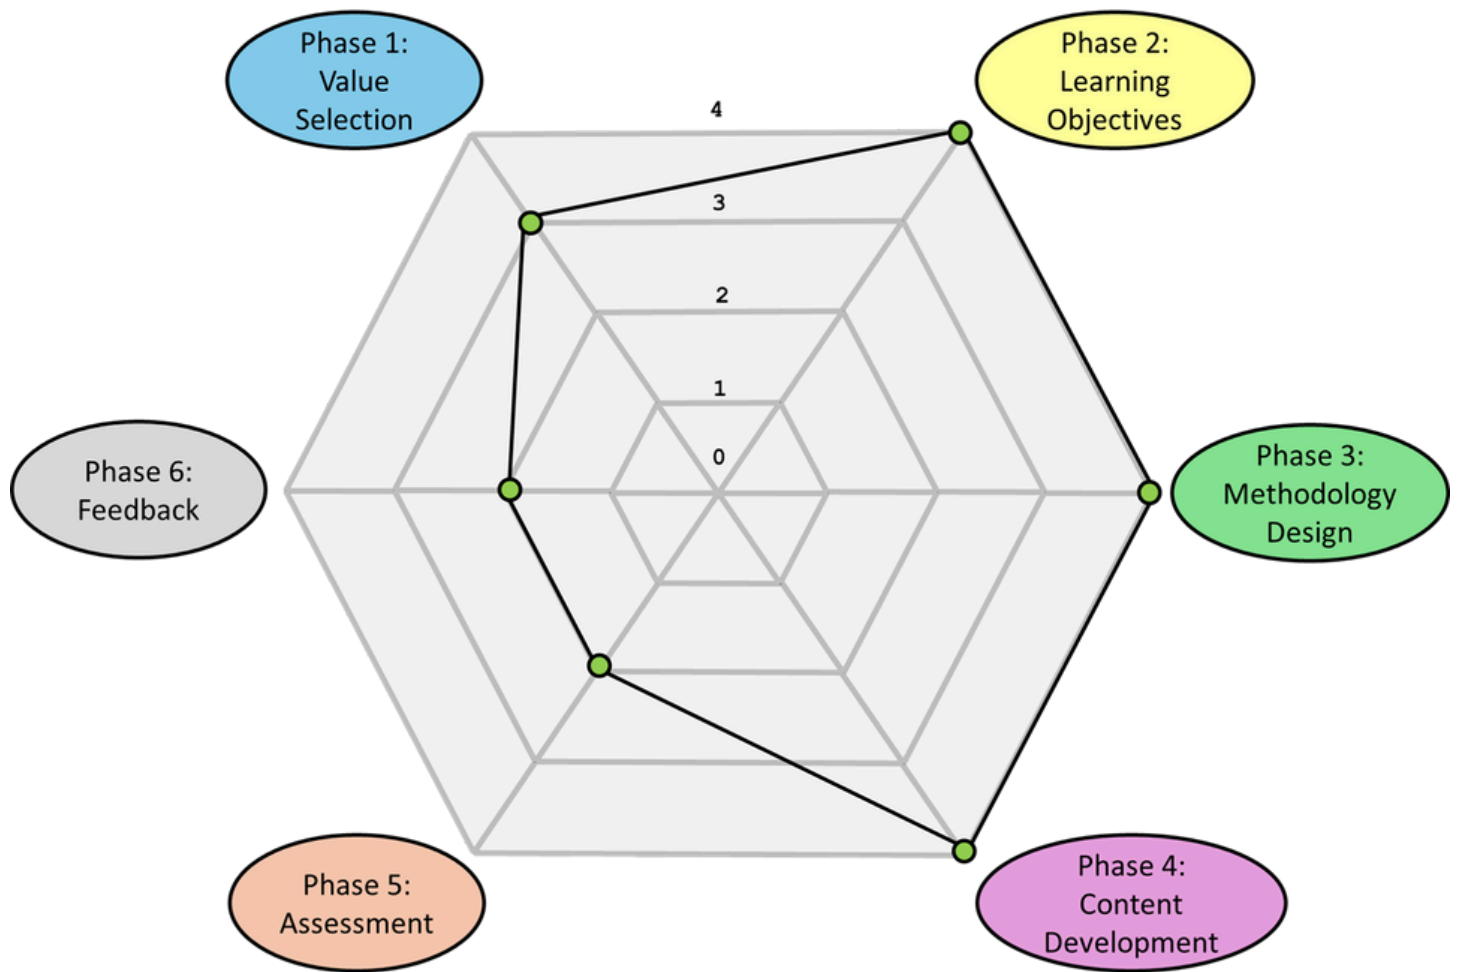 Phase 1:
Value
Selection
Phase 2:
Learning
Objectives
4
3
2
1
0
Phase 6:
Feedback
Phase 3:
Methodology
Design
Phase 5:
Assessment
Phase 4:
Content
Development